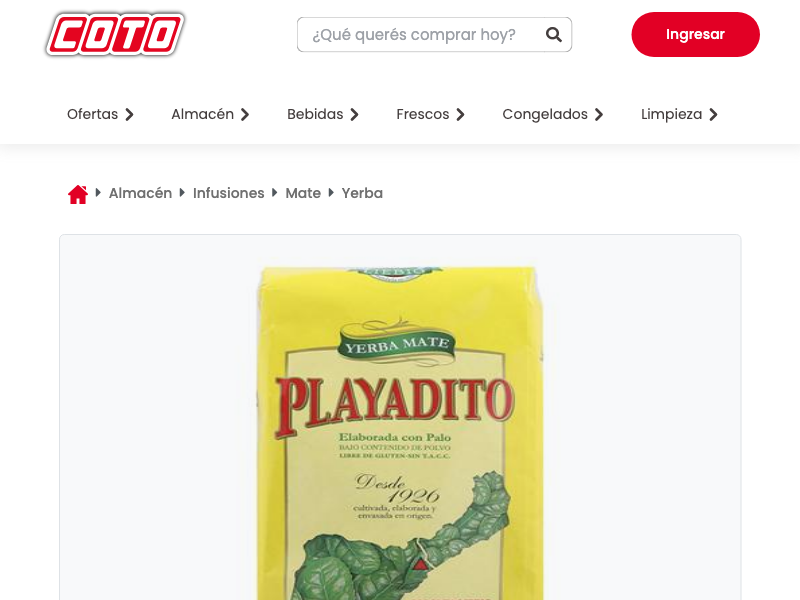 COTO
¿Qué querés comprar hoy?
Ingresar
Ofertas
Almacén
Bebidas
Frescos
Congelados
Limpieza
Almacén
Infusiones
Mate
Yerba
YERBA MATE
PLAYADITO
Elaborada con Palo
BAJO CONTENIDO DE POLVO
LIBRE DE GLUTEN-SIN T.A.C.C.
Desde
1926
cultivada, elaborada y
envasada en origen.